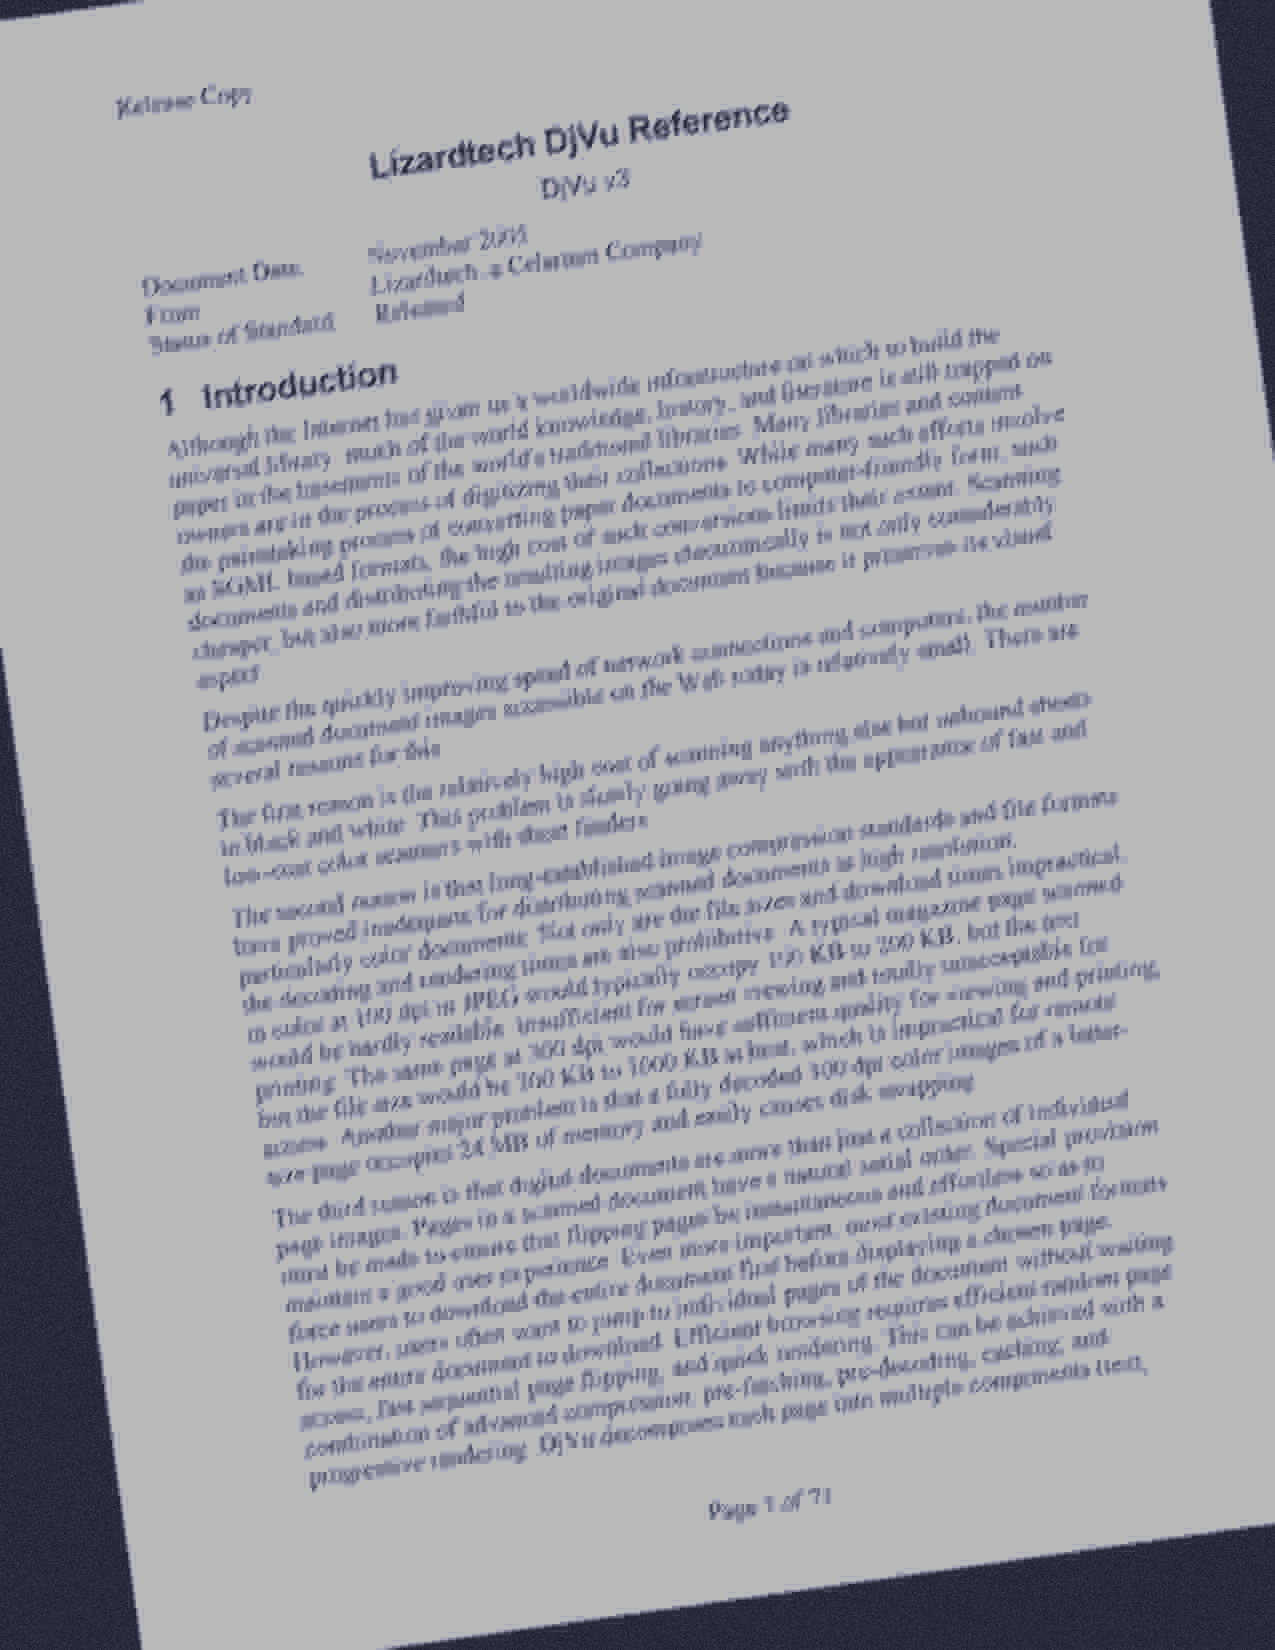 Release Copy
Lizardtech DjVu Reference
DjVu v3
Document Date: November 2005
From: Lizardtech, a Celartem Company
Status of Standard: Released
1 Introduction
Although the Internet has given us a worldwide infrastructure on which to build the
universal library, much of the world knowledge, history, and literature is still trapped on
paper in the basements of the world's traditional libraries. Many libraries and content
owners are in the process of digitizing their collections. While many such efforts involve
the painstaking process of converting paper documents to computer-friendly form, such
as SGML based formats, the high cost of such conversions limits their extent. Scanning
documents and distributing the resulting images electronically is not only considerably
cheaper, but also more faithful to the original document because it preserves its visual
aspect.
Despite the quickly improving speed of network connections and computers, the number
of scanned document images accessible on the Web today is relatively small. There are
several reasons for this.
The first reason is the relatively high cost of scanning anything else but unbound sheets
in black and white. This problem is slowly going away with the appearance of fast and
low-cost color scanners with sheet feeders.
The second reason is that long-established image compression standards and file formats
have proved inadequate for distributing scanned documents at high resolution,
particularly color documents. Not only are the file sizes and download times impractical,
the decoding and rendering times are also prohibitive. A typical magazine page scanned
in color at 100 dpi in JPEG would typically occupy 100 KB to 200 KB, but the text
would be hardly readable: insufficient for screen viewing and totally unacceptable for
printing. The same page at 300 dpi would have sufficient quality for viewing and printing,
but the file size would be 300 KB to 1000 KB at best, which is impractical for remote
access. Another major problem is that a fully decoded 300 dpi color images of a letter-
size page occupies 24 MB of memory and easily causes disk swapping.
The third reason is that digital documents are more than just a collection of individual
page images. Pages in a scanned document have a natural serial order. Special provision
must be made to ensure that flipping pages be instantaneous and effortless so as to
maintain a good user experience. Even more important, most existing document formats
force users to download the entire document first before displaying a chosen page.
However, users often want to jump to individual pages of the document without waiting
for the entire document to download. Efficient browsing requires efficient random page
access, fast sequential page flipping, and quick rendering. This can be achieved with a
combination of advanced compression, pre-fetching, pre-decoding, caching, and
progressive rendering. DjVu decomposes each page into multiple components (text,
Page 1 of 71